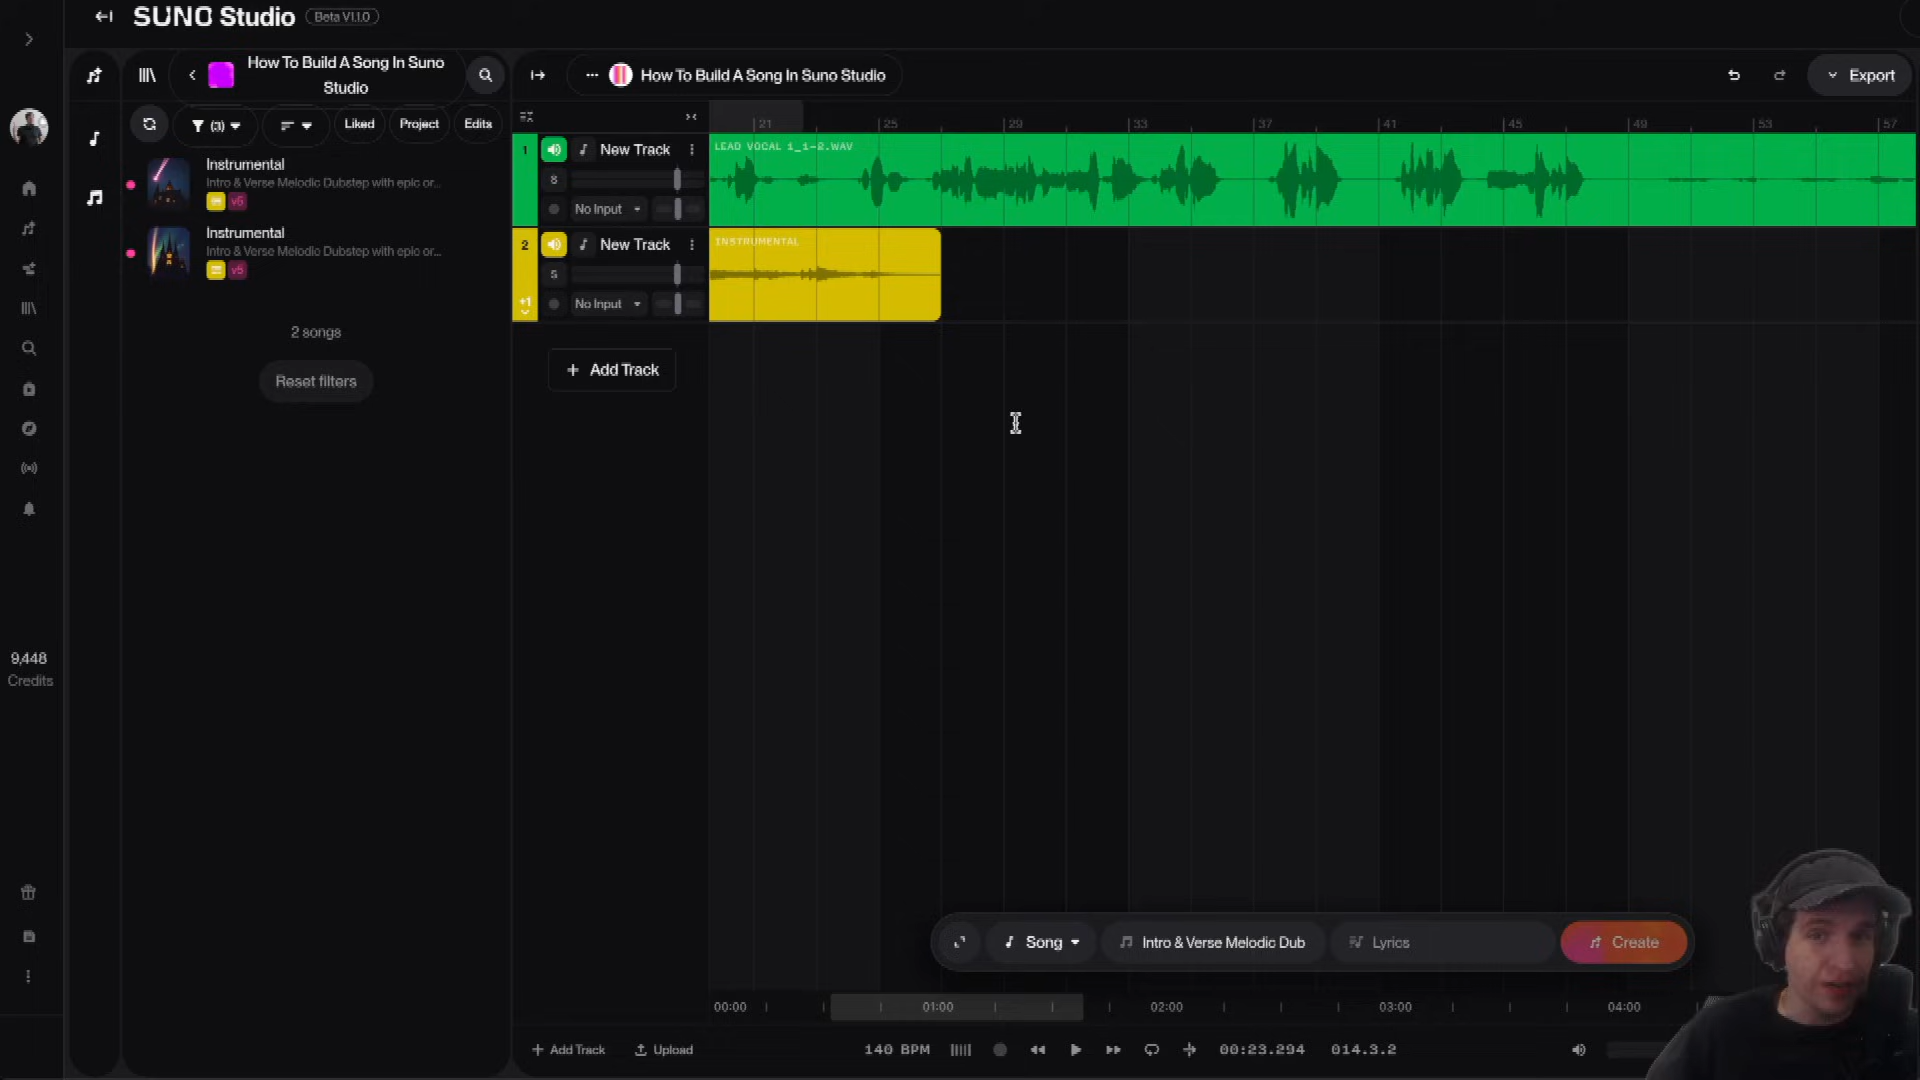 SUNO Studio Beta V1.1.0
How To Build A Song In Suno
Studio
(3)
Liked
Project
Edits
Instrumental
Intro & Verse Melodic Dubstep with epic or...
v5
Instrumental
Intro & Verse Melodic Dubstep with epic or...
v5
2 songs
Reset filters
9,448
Credits
How To Build A Song In Suno Studio
Export
21 25 29 33 37 41 45 49 53 57
1 New Track
S
No Input
LEAD VOCAL 1_1-2.WAV
2 New Track
S
+1 No Input
INSTRUMENTAL
+ Add Track
Song
Intro & Verse Melodic Dub
Lyrics
Create
00:00 01:00 02:00 03:00 04:00
+ Add Track
Upload
140 BPM
00:23.294
014.3.2